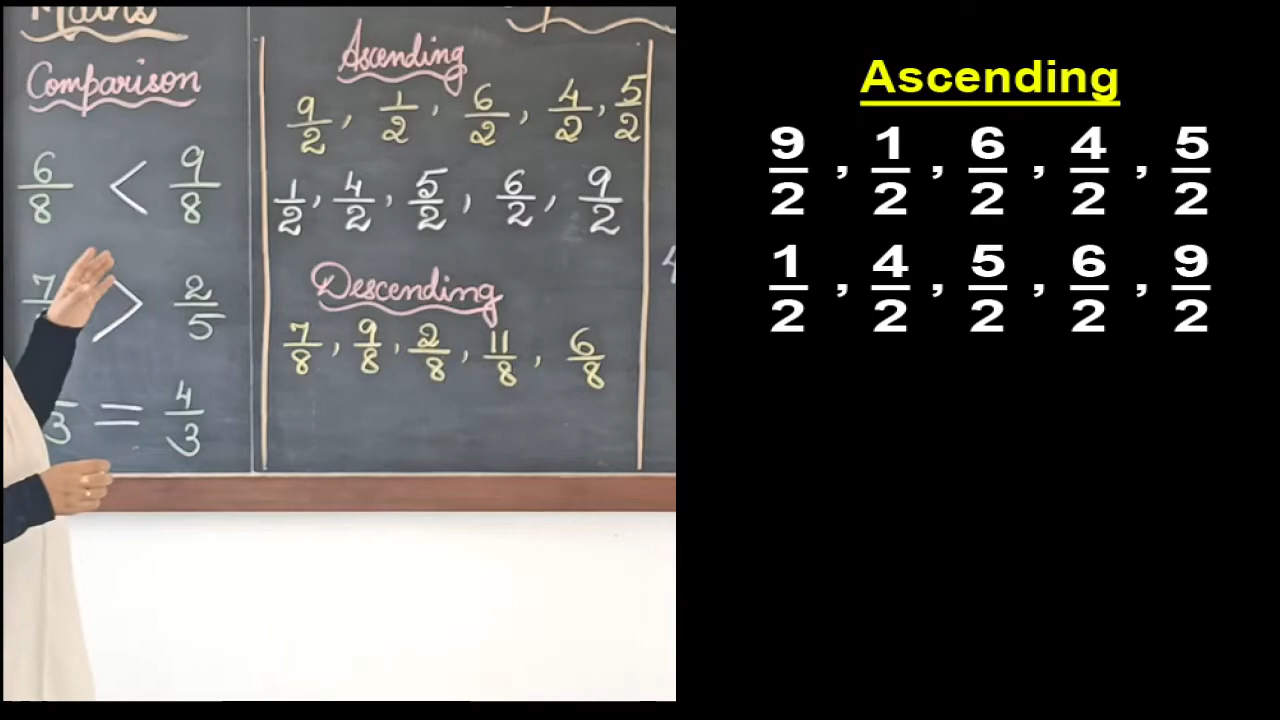 Maths
Comparison
6/8 < 9/8
7 > 2/5
3 = 4/3
Ascending
9/2, 1/2, 6/2, 4/2, 5/2
1/2, 4/2, 5/2, 6/2, 9/2
Descending
7/8, 9/8, 2/8, 11/8, 6/8
Ascending
9/2, 1/2, 6/2, 4/2, 5/2
1/2, 4/2, 5/2, 6/2, 9/2